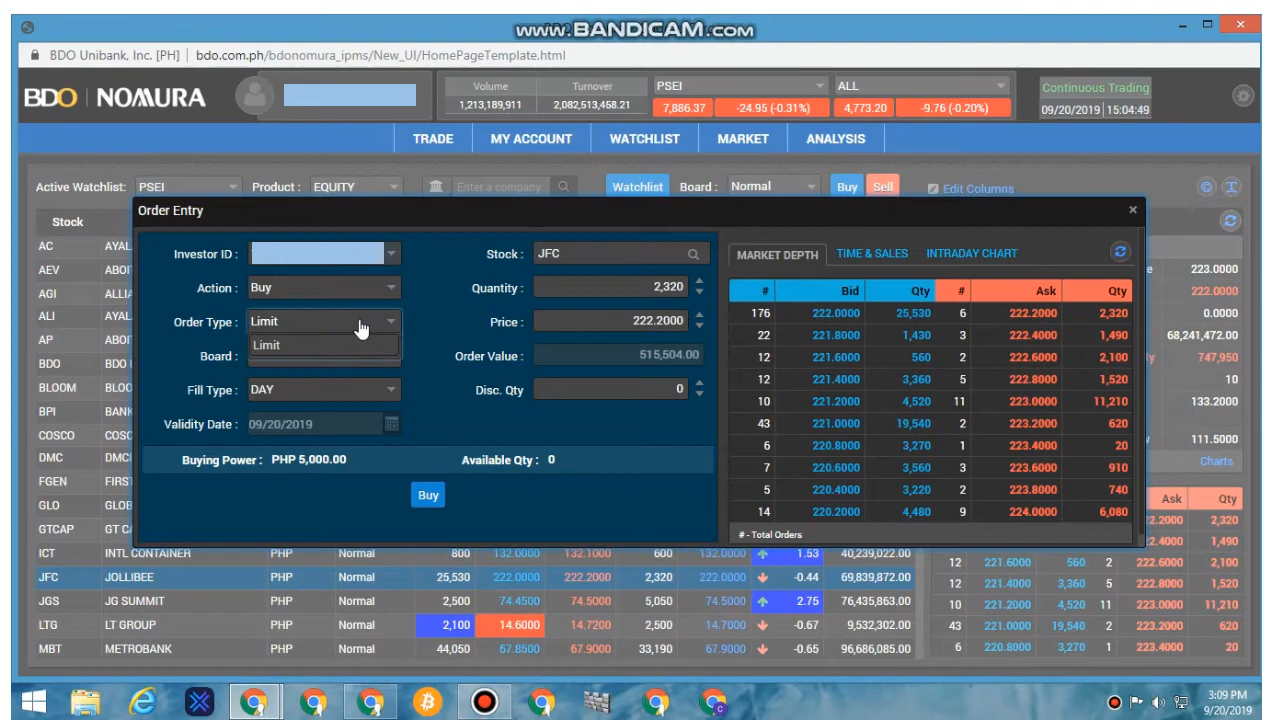 www.BANDICAM.com
BDO Unibank, Inc. [PH] | bdo.com.ph/bdonomura_ipms/New_UI/HomePageTemplate.html
BDO | NOMURA
Volume Turnover PSEI ALL Continuous Trading
1,213,189,911 2,082,513,458.21 7,886.37 -24.95 (-0.31%) 4,773.20 -9.76 (-0.20%) 09/20/2019 15:04:49
TRADE MY ACCOUNT WATCHLIST MARKET ANALYSIS
Active Watchlist: PSEI Product : EQUITY Enter a company Watchlist Board : Normal Buy Sell Edit Columns
Order Entry ×
Stock
AC AYAL
AEV ABOI
AGI ALLI
ALI AYAL
AP ABOI
BDO BDO
BLOOM BLOO
BPI BANK
COSCO COSC
DMC DMCI
FGEN FIRS
GLO GLOB
GTCAP GT CA
Investor ID : Stock : JFC
Action : Buy Quantity : 2,320
Order Type : Limit Price : 222.2000
Limit
Board : Order Value : 515,504.00
Fill Type : DAY Disc. Qty 0
Validity Date : 09/20/2019
Buying Power : PHP 5,000.00 Available Qty : 0
Buy
MARKET DEPTH TIME & SALES INTRADAY CHART
# Bid Qty # Ask Qty
176 222.0000 25,530 6 222.2000 2,320
22 221.8000 1,430 3 222.4000 1,490
12 221.6000 560 2 222.6000 2,100
12 221.4000 3,360 5 222.8000 1,520
10 221.2000 4,520 11 223.0000 11,210
43 221.0000 19,540 2 223.2000 620
6 220.8000 3,270 1 223.4000 20
7 220.6000 3,560 3 223.6000 910
5 220.4000 3,220 2 223.8000 740
14 220.2000 4,480 9 224.0000 6,080
# - Total Orders
223.0000
222.0000
0.0000
68,241,472.00
747,950
10
133.2000
111.5000
Charts
Ask Qty
2,320
1,490
ICT INTL CONTAINER PHP Normal 800 132.0000 132.1000 600 132.0000 1.53 40,239,022.00
JFC JOLLIBEE PHP Normal 25,530 222.0000 222.2000 2,320 222.0000 -0.44 69,839,872.00
JGS JG SUMMIT PHP Normal 2,500 74.4500 74.5000 5,050 74.5000 2.75 76,435,863.00
LTG LT GROUP PHP Normal 2,100 14.6000 14.7200 2,500 14.7000 -0.67 9,532,302.00
MBT METROBANK PHP Normal 44,050 67.8500 67.9000 33,190 67.9000 -0.65 96,686,085.00
12 221.6000 560 2 222.6000 2,100
12 221.4000 3,360 5 222.8000 1,520
10 221.2000 4,520 11 223.0000 11,210
43 221.0000 19,540 2 223.2000 620
6 220.8000 3,270 1 223.4000 20
3:09 PM
9/20/2019